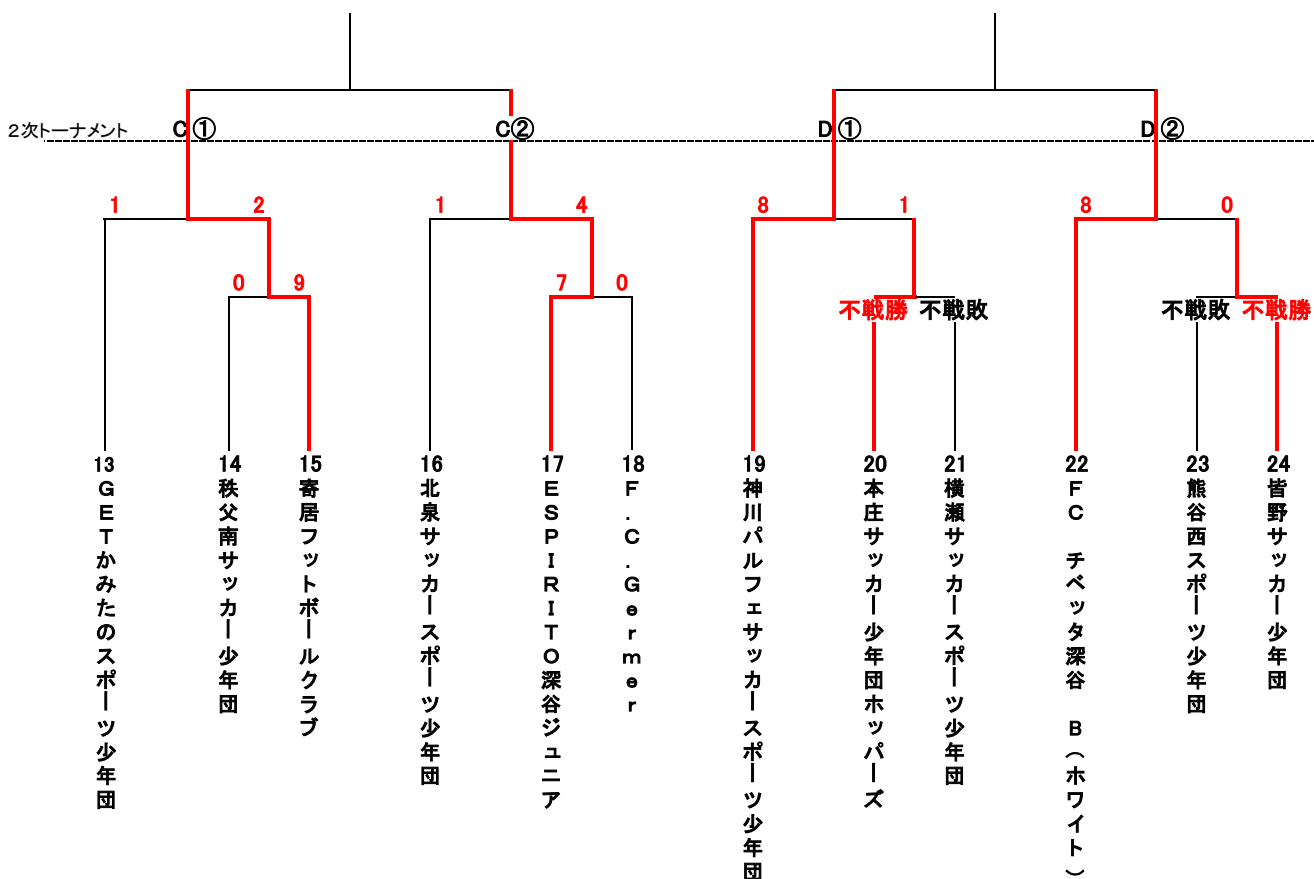 2次トーナメント
C①
C②
D①
D②
1
2
1
4
8
1
8
0
0
9
7
0
不戦勝
不戦敗
不戦敗
不戦勝
13
14
15
16
17
18
19
20
21
22
23
24
GETかみたのスポーツ少年団
秩父南サッカー少年団
寄居フットボールクラブ
北泉サッカースポーツ少年団
ESPIRITO深谷ジュニア
F.C.Germer
神川パルフェサッカースポーツ少年団
本庄サッカー少年団ホッパーズ
横瀬サッカースポーツ少年団
FC チベッタ深谷 B(ホワイト)
熊谷西スポーツ少年団
皆野サッカー少年団